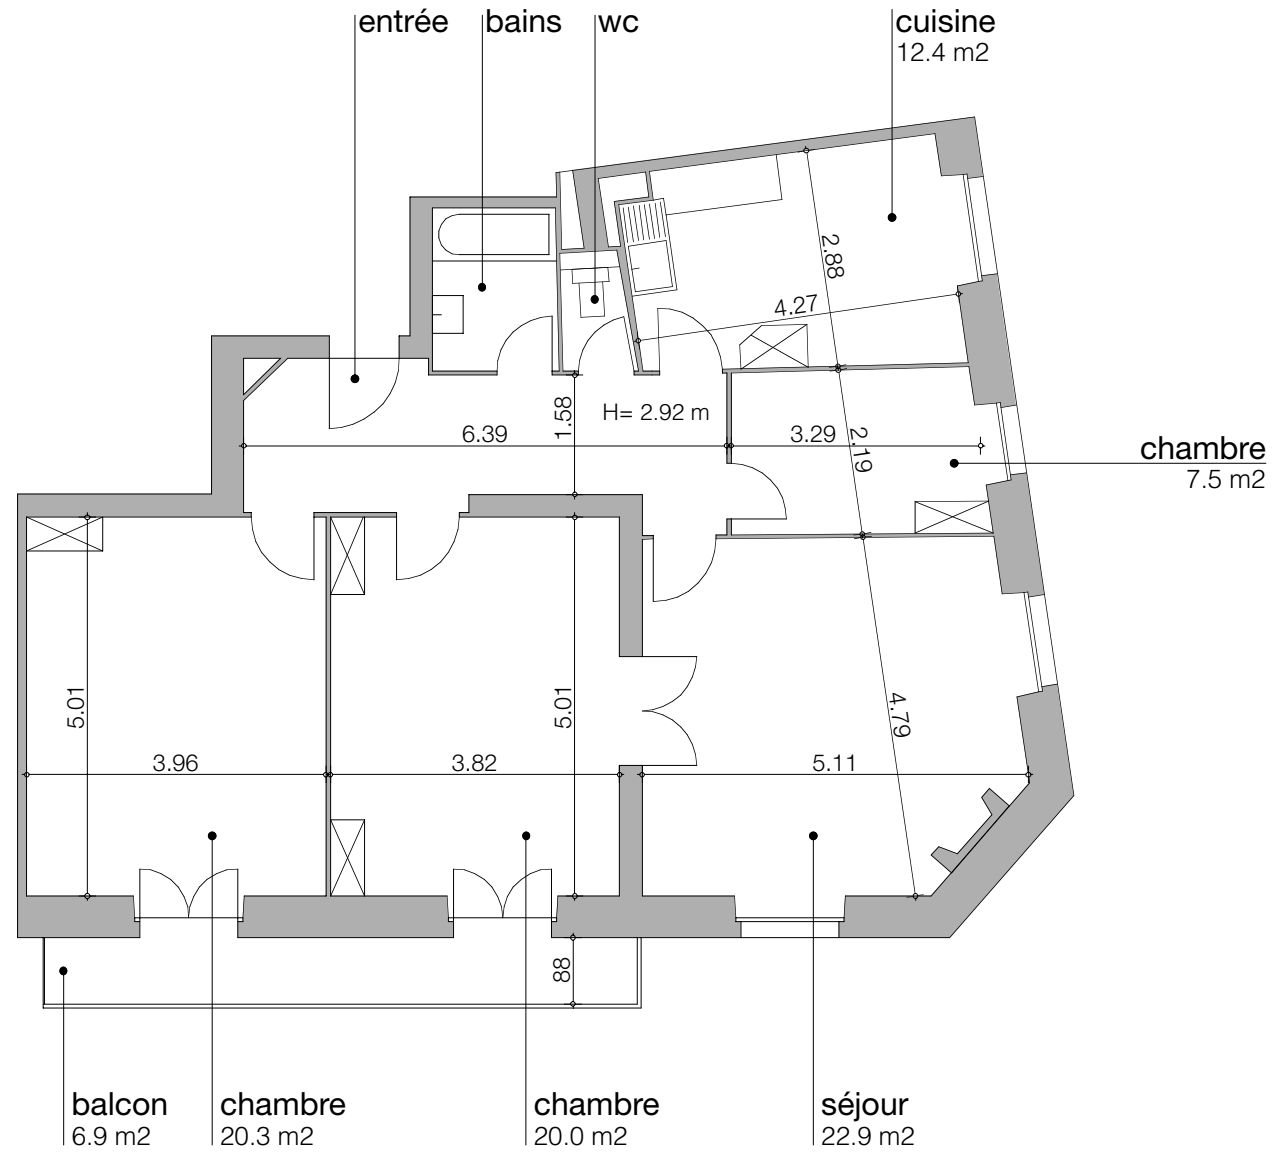 entrée
bains
wc
cuisine
12.4 m2
2.88
4.27
1.58
H= 2.92 m
6.39
3.29
2.19
chambre
7.5 m2
5.01
3.96
5.01
3.82
4.79
5.11
88
balcon
6.9 m2
chambre
20.3 m2
chambre
20.0 m2
séjour
22.9 m2